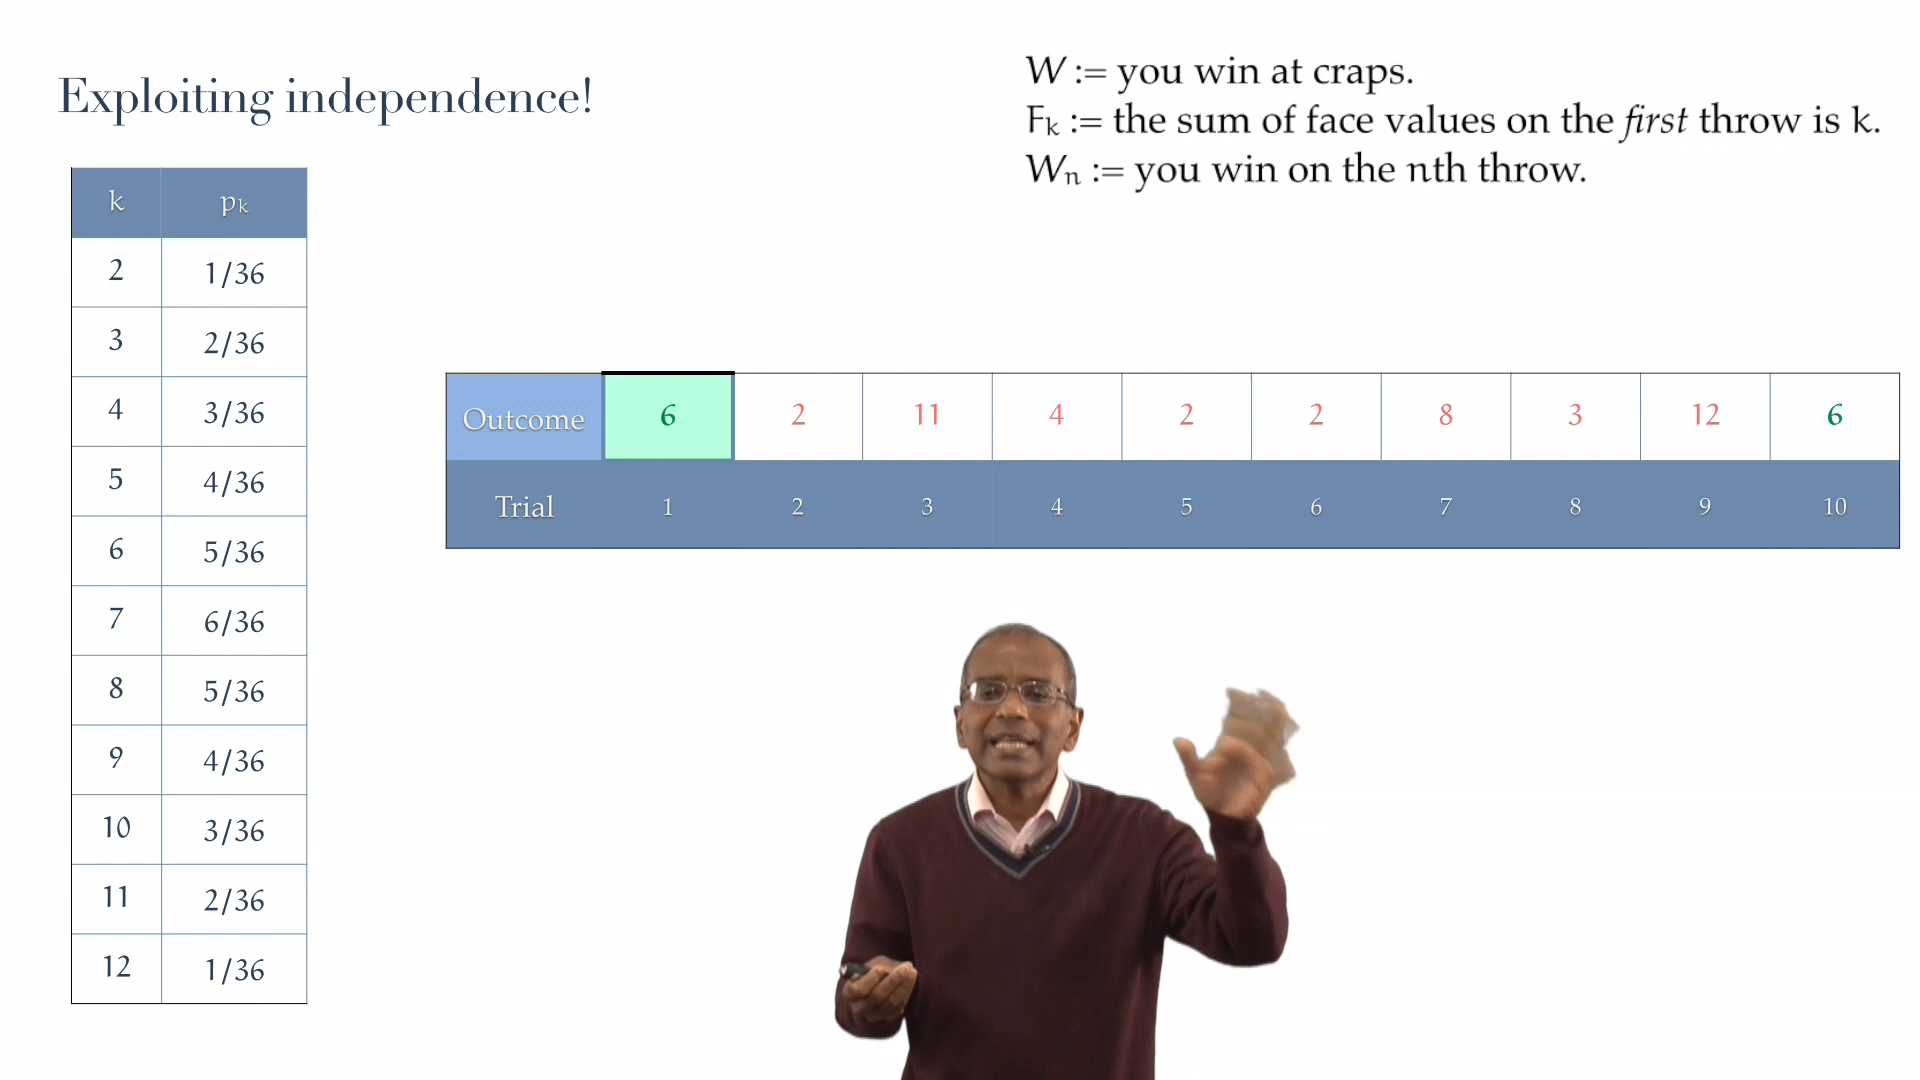 Exploiting independence!
W := you win at craps.
Fk := the sum of face values on the first throw is k.
Wn := you win on the nth throw.
k pk
2 1/36
3 2/36
4 3/36
5 4/36
6 5/36
7 6/36
8 5/36
9 4/36
10 3/36
11 2/36
12 1/36
Outcome 6 2 11 4 2 2 8 3 12 6
Trial 1 2 3 4 5 6 7 8 9 10